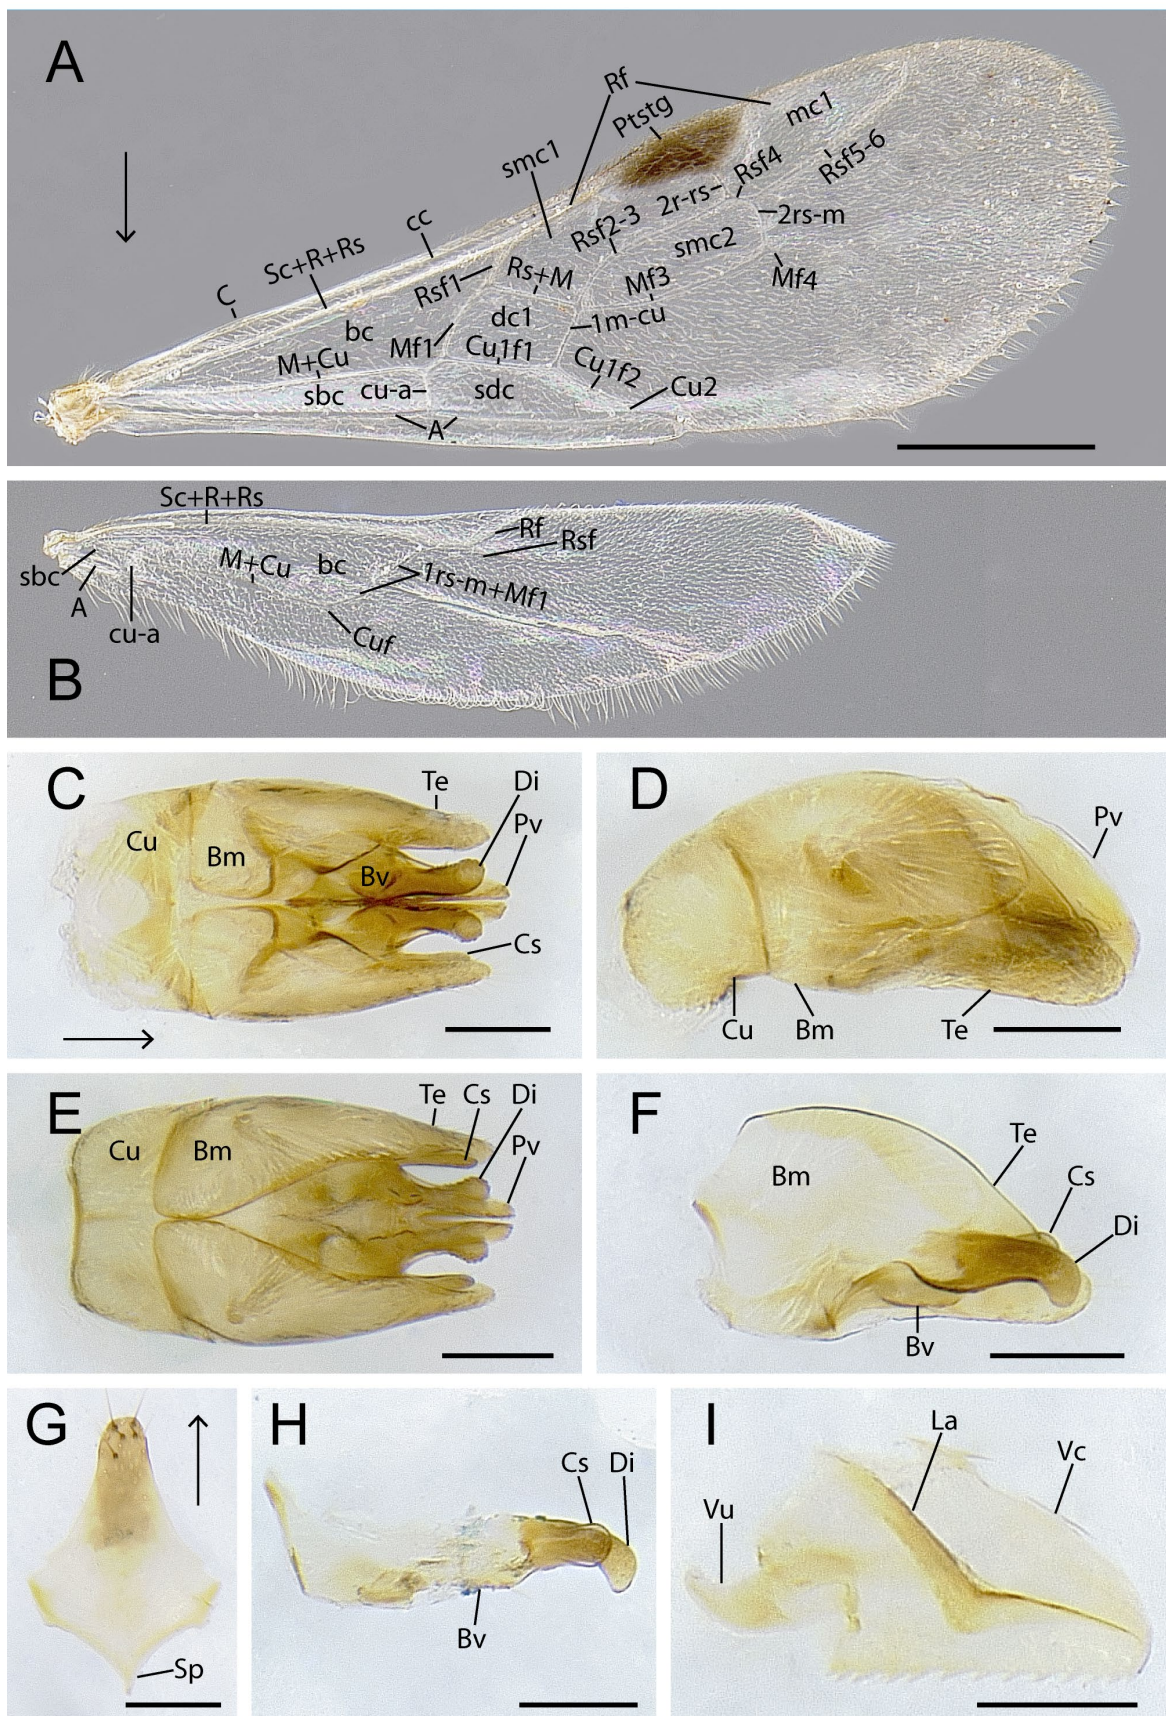 A
Rf
Ptstg
mc1
smc1
Rsf4
Rsf5-6
2r-rs
cc
Rsf2-3
2rs-m
Sc+R+Rs
smc2
Rs+M
Mf3
Mf4
C
Rsf1
bc
dc1
1m-cu
Mf1
M+Cu
Cu1f1
Cu1f2
sbc
cu-a
sdc
Cu2
A
Sc+R+Rs
Rf
Rsf
M+Cu
bc
1rs-m+Mf1
sbc
A
cu-a
Cuf
B
C
Te
Di
Cu
Bm
Bv
Pv
Cs
D
Pv
Cu
Bm
Te
E
Te
Cs
Di
Cu
Bm
Pv
F
Te
Bm
Cs
Di
Bv
G
Sp
H
Cs
Di
Bv
I
La
Vc
Vu